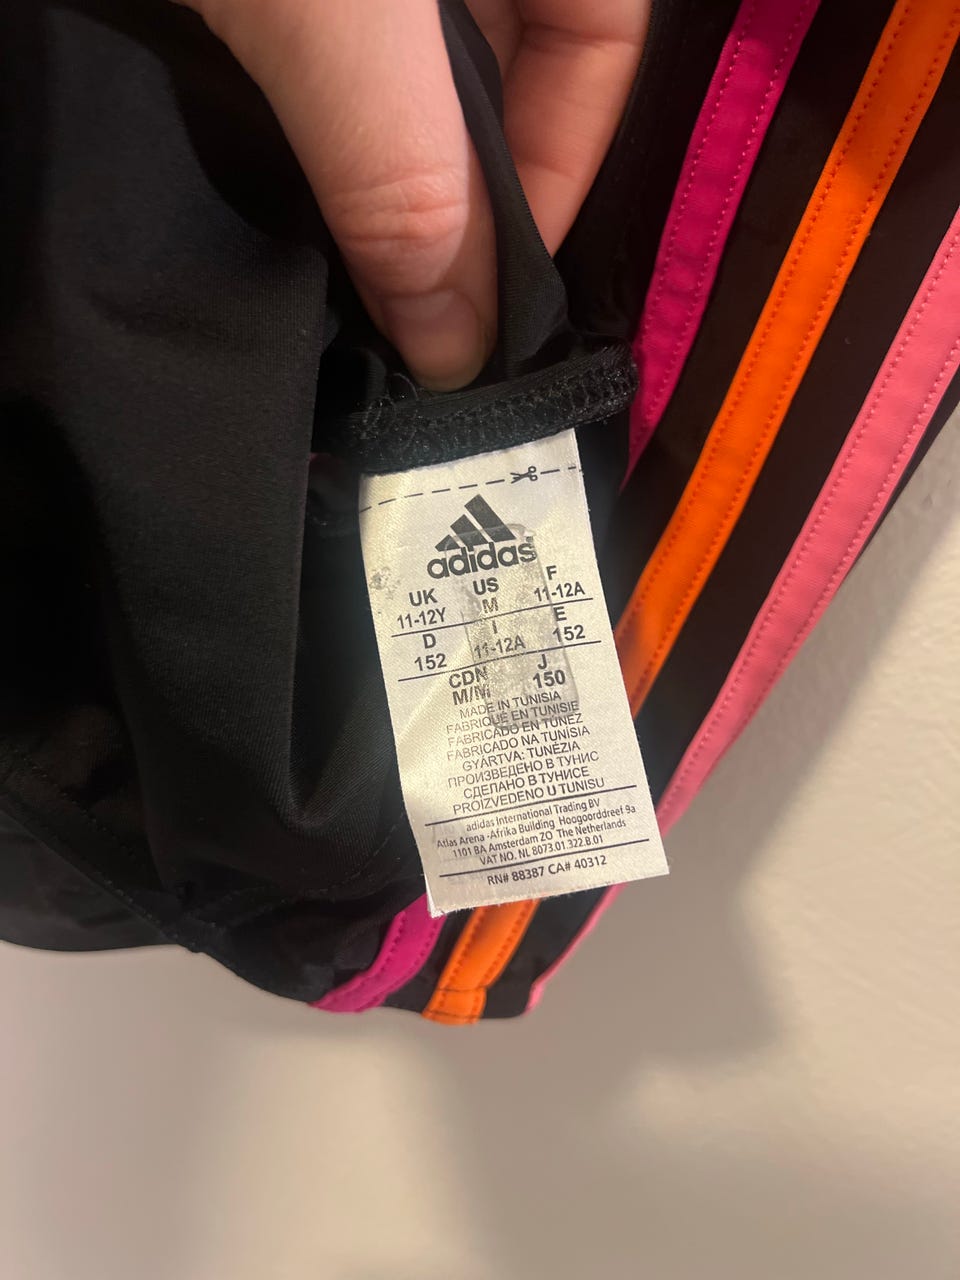 adidas
UK US F
11-12Y M 11-12A
D I E
152 11-12A 152
CDN J
M/M 150
MADE IN TUNISIA
FABRIQUÉ EN TUNISIE
FABRICADO EN TÚNEZ
FABRICADO NA TUNÍSIA
GYÁRTVA: TUNÉZIA
ПРОИЗВЕДЕНО В ТУНИС
СДЕЛАНО В ТУНИСЕ
PROIZVEDENO U TUNISU
adidas International Trading BV
Atlas Arena -Afrika Building Hoogoorddreef 9a
1101 BA Amsterdam ZO The Netherlands
VAT NO. NL 8073.01.322.B.01
RN# 88387 CA# 40312